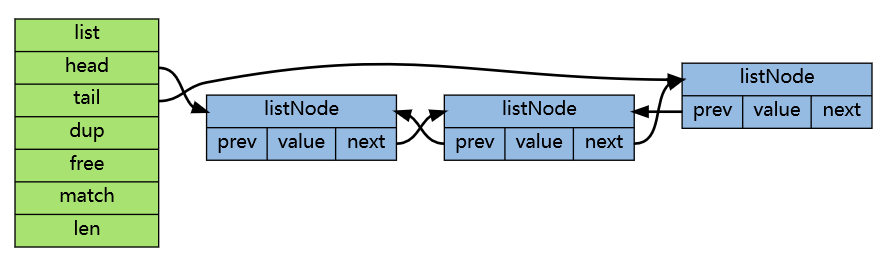 list
head
tail
dup
free
match
len
listNode
prev value next
listNode
prev value next
listNode
prev value next